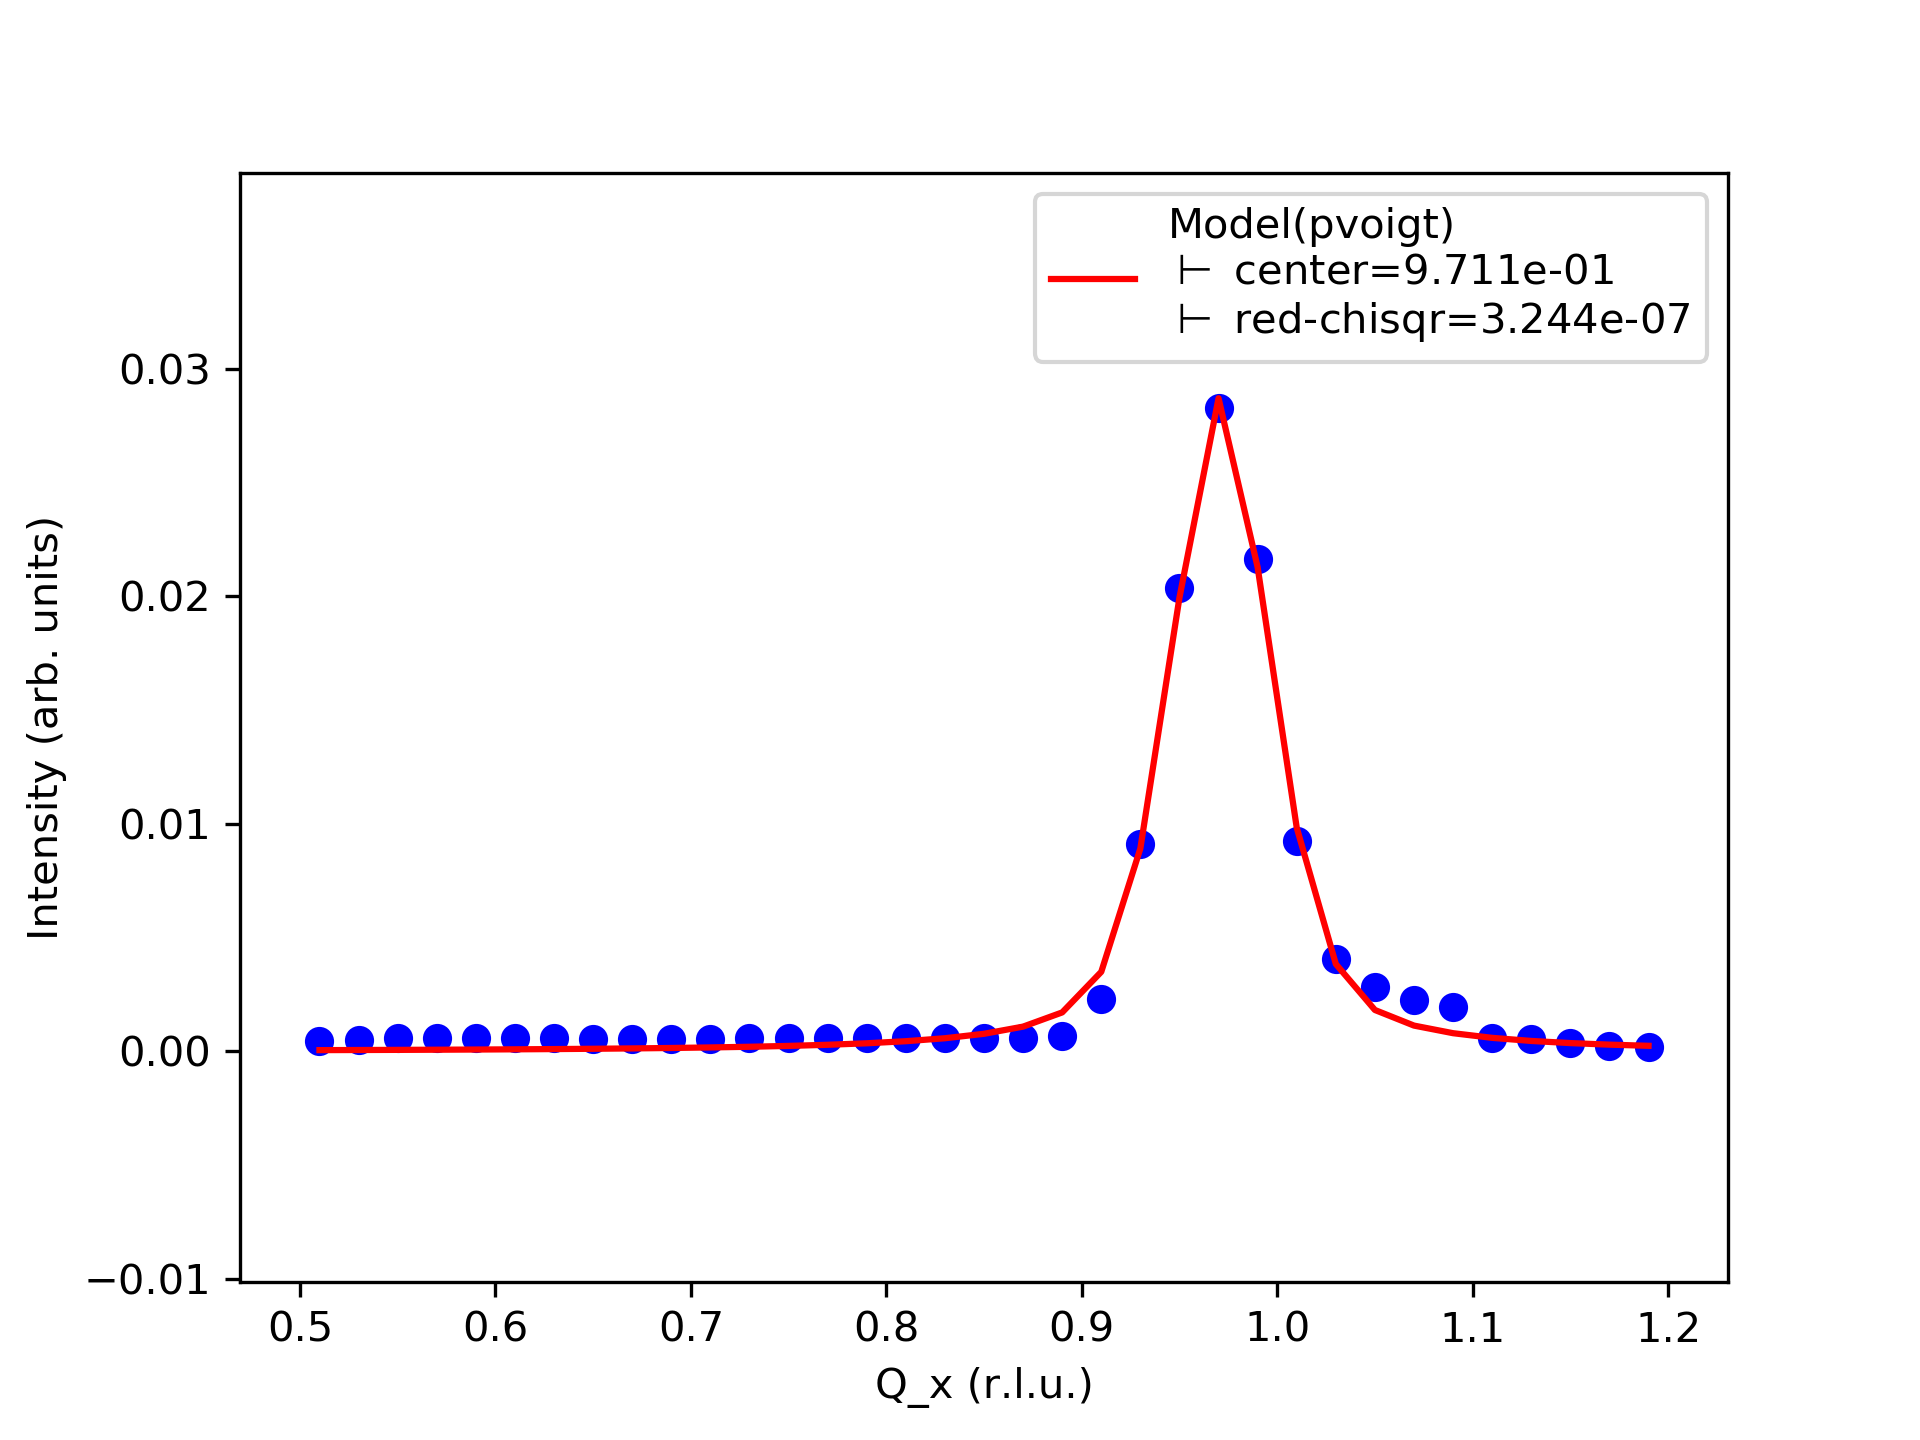 Model(pvoigt)
⊢ center=9.711e-01
⊢ red-chisqr=3.244e-07
0.03
0.02
0.01
0.00
−0.01
Intensity (arb. units)
0.5 0.6 0.7 0.8 0.9 1.0 1.1 1.2
Q_x (r.l.u.)